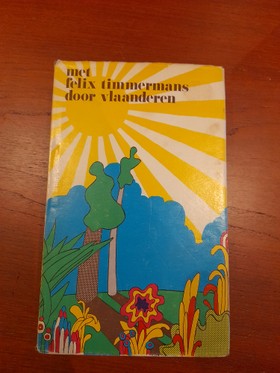 met
felix timmermans
door vlaanderen